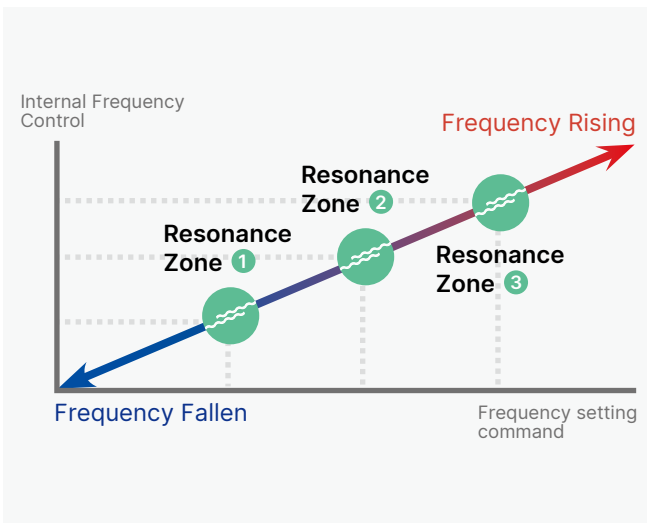 Internal Frequency
Control
Frequency Rising
Resonance
Zone 2
Resonance
Zone 1
Resonance
Zone 3
Frequency Fallen
Frequency setting
command